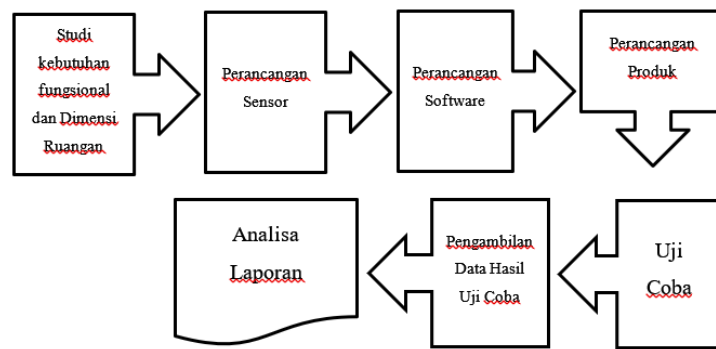 Studi
kebutuhan
fungsional
dan Dimensi
Ruangan
Perancangan
Sensor
Perancangan
Software
Perancangan
Produk
Uji
Coba
Pengambilan
Data Hasil
Uji Coba
Analisa
Laporan